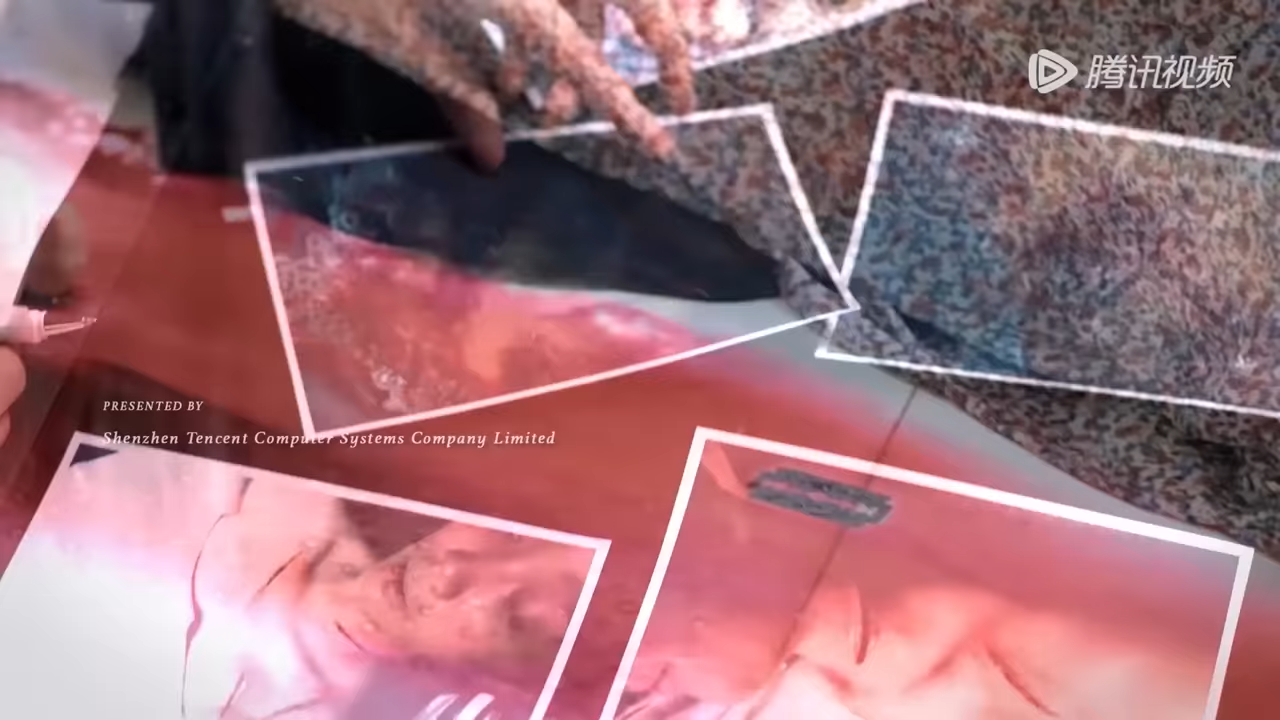 腾讯视频
PRESENTED BY
Shenzhen Tencent Computer Systems Company Limited